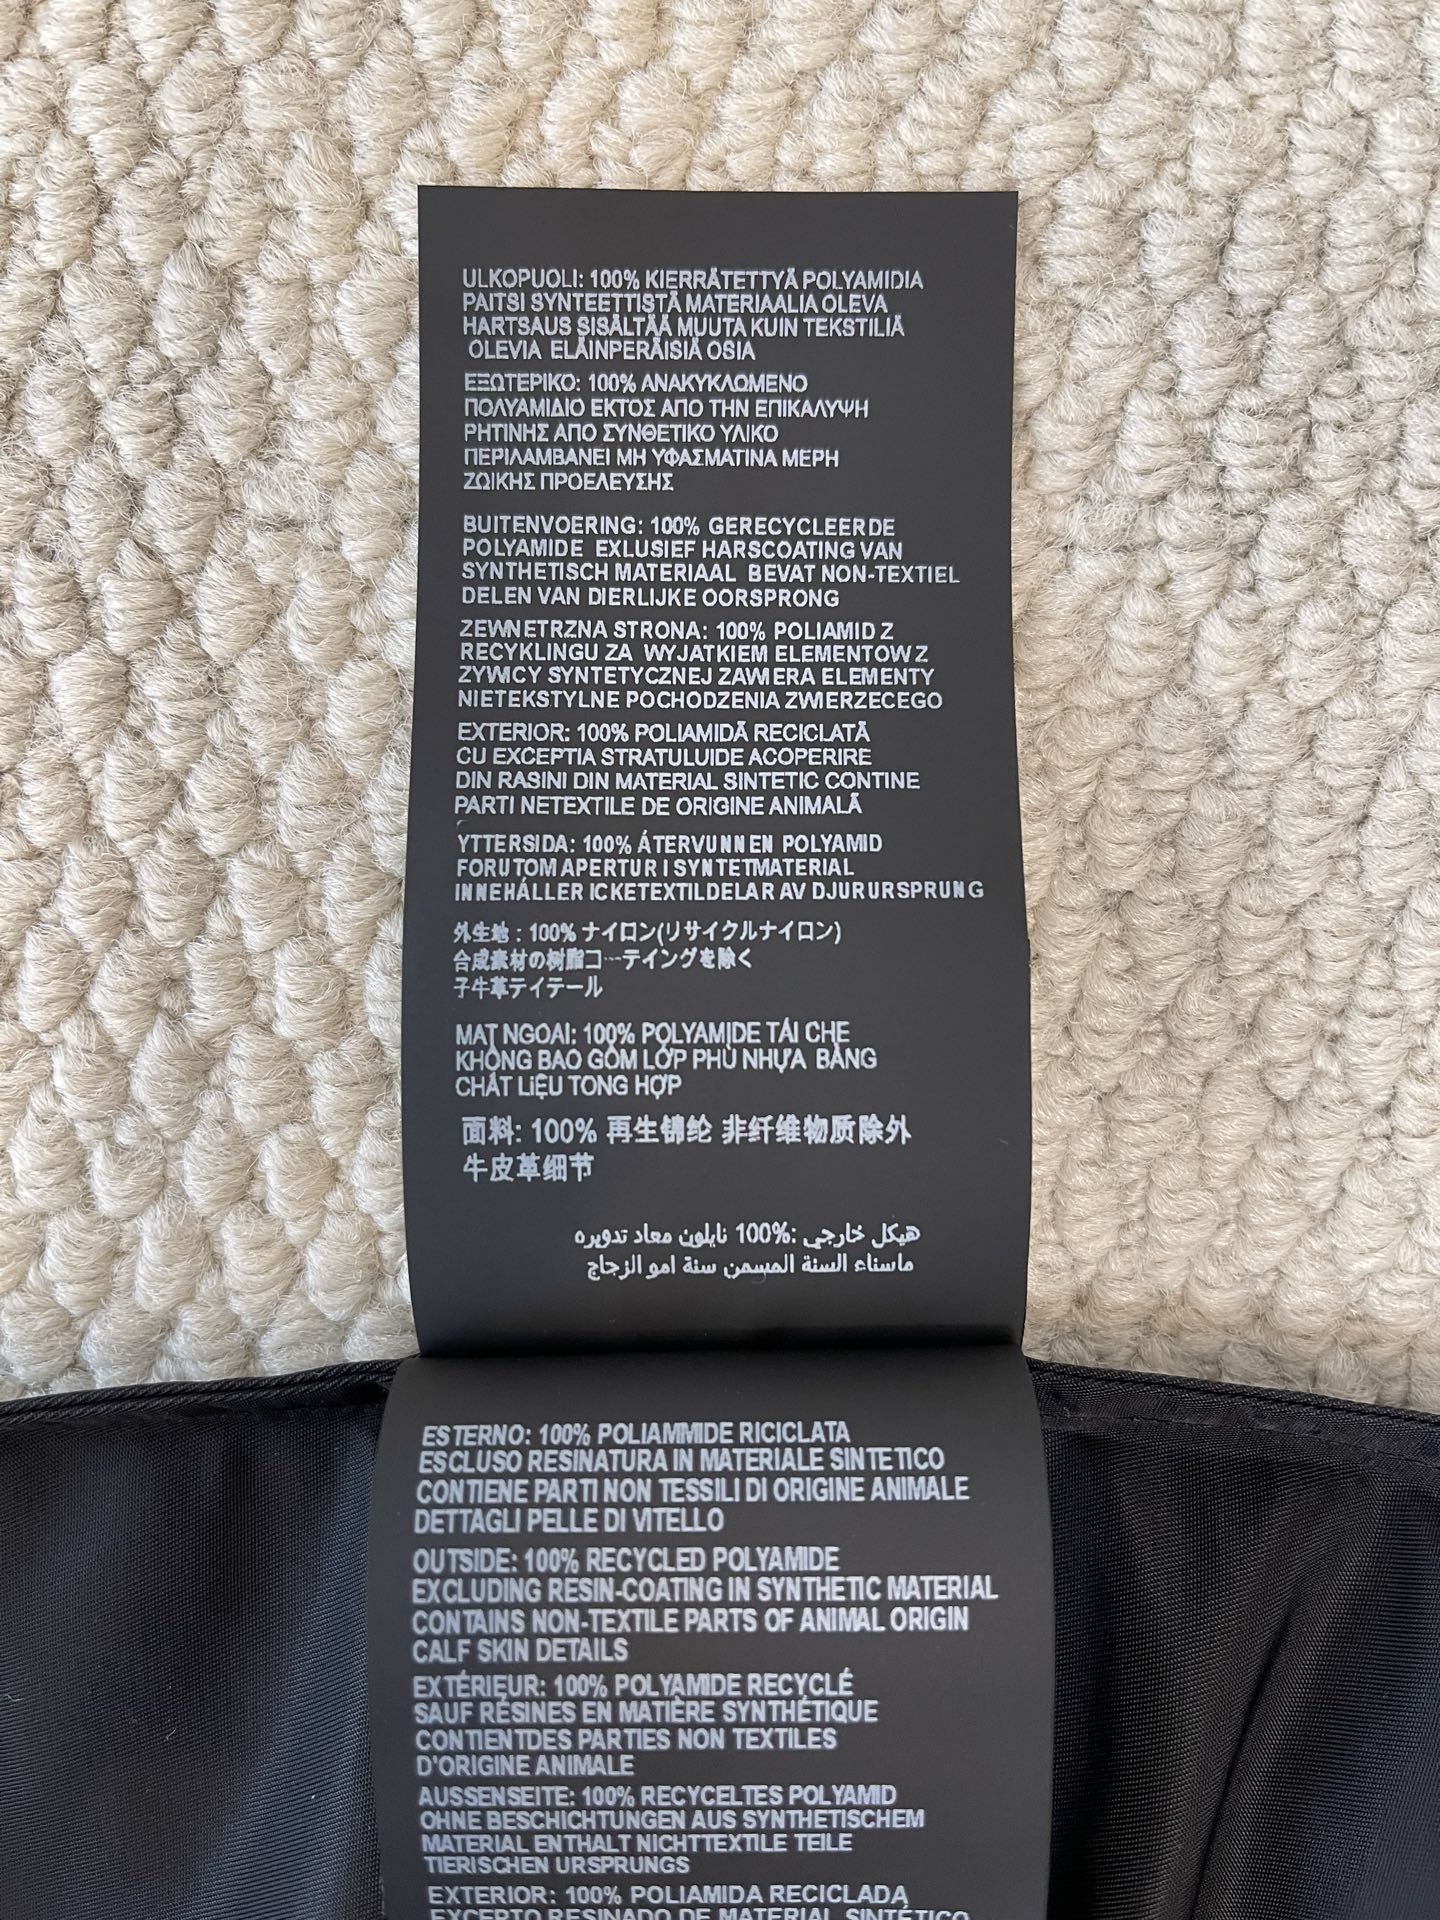 ULKOPUOLI: 100% KIERRÄTETTYÄ POLYAMIDIA
PAITSI SYNTEETTISTÄ MATERIAALIA OLEVA
HARTSAUS SISÄLTÄÄ MUUTA KUIN TEKSTILIÄ
OLEVIA ELÄINPERÄISIÄ OSIA
ΕΞΩΤΕΡΙΚΟ: 100% ΑΝΑΚΥΚΛΩΜΕΝΟ
ΠΟΛΥΑΜΙΔΙΟ ΕΚΤΟΣ ΑΠΟ ΤΗΝ ΕΠΙΚΑΛΥΨΗ
ΡΗΤΙΝΗΣ ΑΠΟ ΣΥΝΘΕΤΙΚΟ ΥΛΙΚΟ
ΠΕΡΙΛΑΜΒΑΝΕΙ ΜΗ ΥΦΑΣΜΑΤΙΝΑ ΜΕΡΗ
ΖΩΙΚΗΣ ΠΡΟΕΛΕΥΣΗΣ
BUITENVOERING: 100% GERECYCLEERDE
POLYAMIDE EXLUSIEF HARSCOATING VAN
SYNTHETISCH MATERIAAL BEVAT NON-TEXTIEL
DELEN VAN DIERLIJKE OORSPRONG
ZEWNETRZNA STRONA: 100% POLIAMID Z
RECYKLINGU ZA WYJATKIEM ELEMENTOW Z
ZYWICY SYNTETYCZNEJ ZAWIERA ELEMENTY
NIETEKSTYLNE POCHODZENIA ZWIERZECEGO
EXTERIOR: 100% POLIAMIDĂ RECICLATĂ
CU EXCEPTIA STRATULUIDE ACOPERIRE
DIN RASINI DIN MATERIAL SINTETIC CONTINE
PARTI NETEXTILE DE ORIGINE ANIMALĂ
YTTERSIDA: 100% ÁTERVUNNEN POLYAMID
FORUTOM APERTUR I SYNTETMATERIAL
INNEHÁLLER ICKETEXTILDELAR AV DJURURSPRUNG
外生地 : 100% ナイロン(リサイクルナイロン)
合成素材の树脂コ一テイングを除く
子牛革テイテール
MẠT NGOAI: 100% POLYAMIDE TÁI CHE
KHÔNG BAO GỒM LỚP PHỦ NHỰA BẰNG
CHẤT LIỆU TONG HỢP
面料: 100% 再生锦纶 非纤维物质除外
牛皮革细节
هيكل خارجي :100% نايلون معاد تدويره
ماسناء السنة المسمن سنة امو الزجاج
ESTERNO: 100% POLIAMMIDE RICICLATA
ESCLUSO RESINATURA IN MATERIALE SINTETICO
CONTIENE PARTI NON TESSILI DI ORIGINE ANIMALE
DETTAGLI PELLE DI VITELLO
OUTSIDE: 100% RECYCLED POLYAMIDE
EXCLUDING RESIN-COATING IN SYNTHETIC MATERIAL
CONTAINS NON-TEXTILE PARTS OF ANIMAL ORIGIN
CALF SKIN DETAILS
EXTÉRIEUR: 100% POLYAMIDE RECYCLÉ
SAUF RÉSINES EN MATIÈRE SYNTHÉTIQUE
CONTIENTDES PARTIES NON TEXTILES
D'ORIGINE ANIMALE
AUSSENSEITE: 100% RECYCELTES POLYAMID
OHNE BESCHICHTUNGEN AUS SYNTHETISCHEM
MATERIAL ENTHALT NICHTTEXTILE TEILE
TIERISCHEN URSPRUNGS
EXTERIOR: 100% POLIAMIDA RECICLADA
EXCEPTO RESINADO DE MATERIAL SINTÉTICO